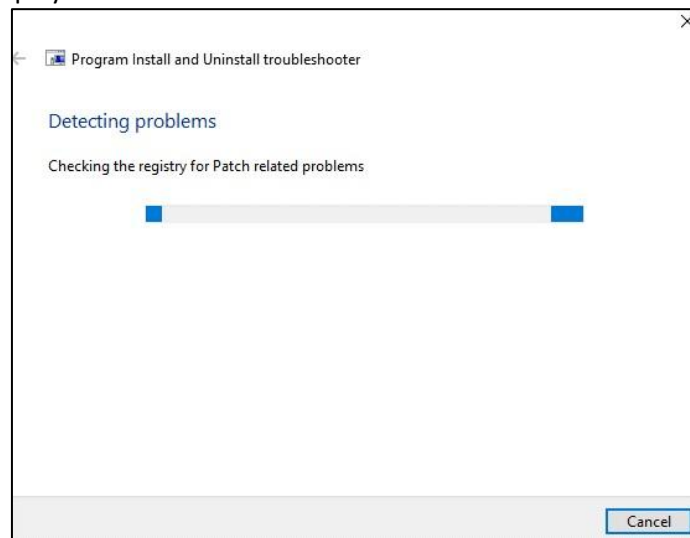 Program Install and Uninstall troubleshooter
Detecting problems
Checking the registry for Patch related problems
Cancel